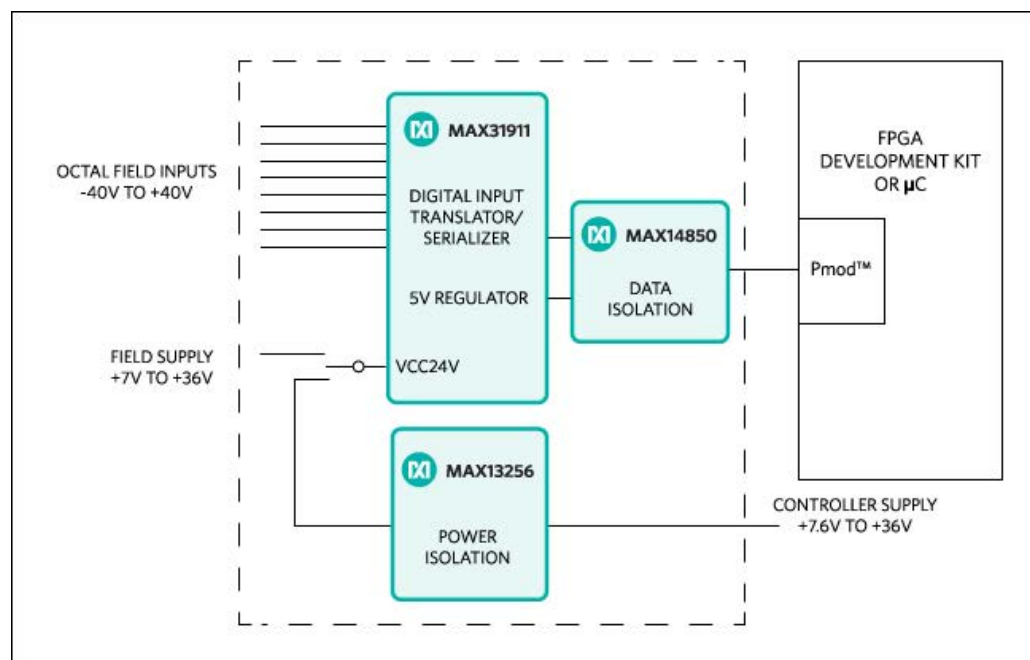 MAX31911
OCTAL FIELD INPUTS
-40V TO +40V
DIGITAL INPUT
TRANSLATOR/
SERIALIZER
5V REGULATOR
FIELD SUPPLY
+7V TO +36V
VCC24V
MAX14850
DATA
ISOLATION
FPGA
DEVELOPMENT KIT
OR µC
Pmod™
MAX13256
POWER
ISOLATION
CONTROLLER SUPPLY
+7.6V TO +36V